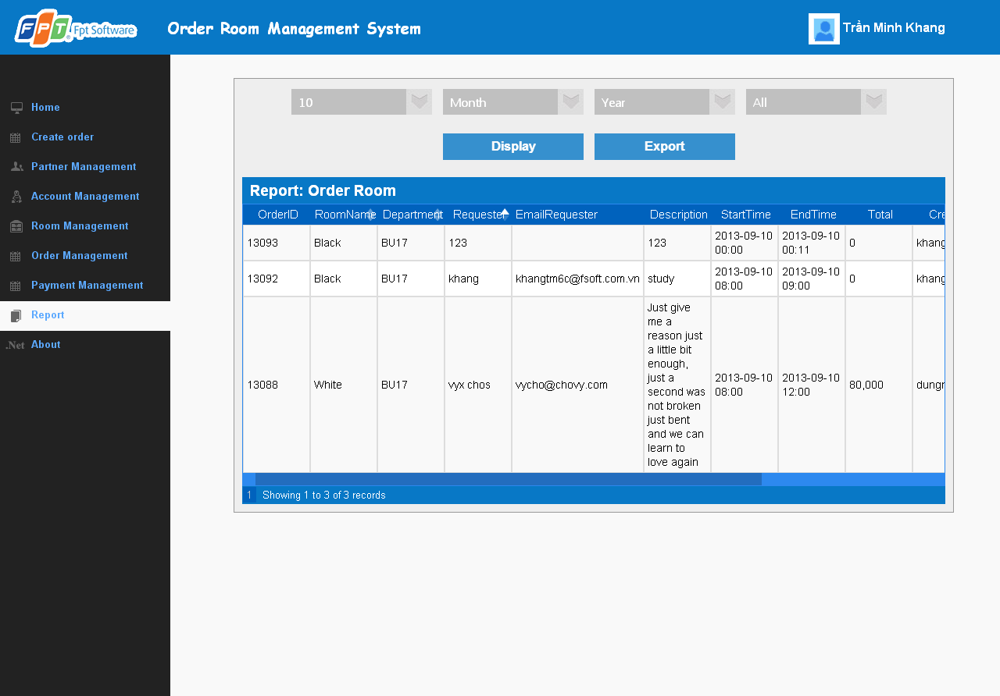 FPT® Fpt Software
Order Room Management System
Trần Minh Khang
Home
Create order
Partner Management
Account Management
Room Management
Order Management
Payment Management
Report
.Net About
10 Month Year All
Display Export
Report: Order Room
OrderID RoomName Department Requester EmailRequester Description StartTime EndTime Total Cre
13093 Black BU17 123 123 2013-09-10 00:00 2013-09-10 00:11 0 khang
13092 Black BU17 khang khangtm6c@fsoft.com.vn study 2013-09-10 08:00 2013-09-10 09:00 0 khang
13088 White BU17 vyx chos vycho@chovy.com
Just give
me a
reason just
a little bit
enough,
just a
second was
not broken
just bent
and we can
learn to
love again
2013-09-10 08:00 2013-09-10 12:00 80,000
1 Showing 1 to 3 of 3 records